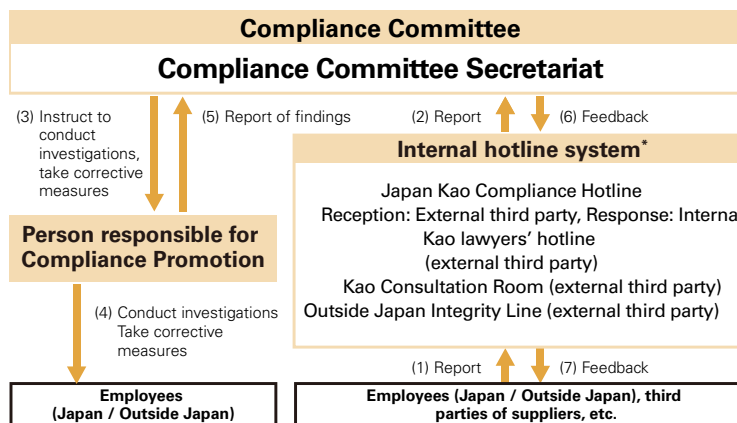 Compliance Committee
Compliance Committee Secretariat
(3) Instruct to
conduct
investigations,
take corrective
measures
(5) Report of findings
(2) Report
(6) Feedback
Internal hotline system*
Japan Kao Compliance Hotline
Reception: External third party, Response: Interna
Kao lawyers' hotline
(external third party)
Kao Consultation Room (external third party)
Outside Japan Integrity Line (external third party)
Person responsible for
Compliance Promotion
(4) Conduct investigations
Take corrective
measures
(1) Report
(7) Feedback
Employees
(Japan / Outside Japan)
Employees (Japan / Outside Japan), third
parties of suppliers, etc.